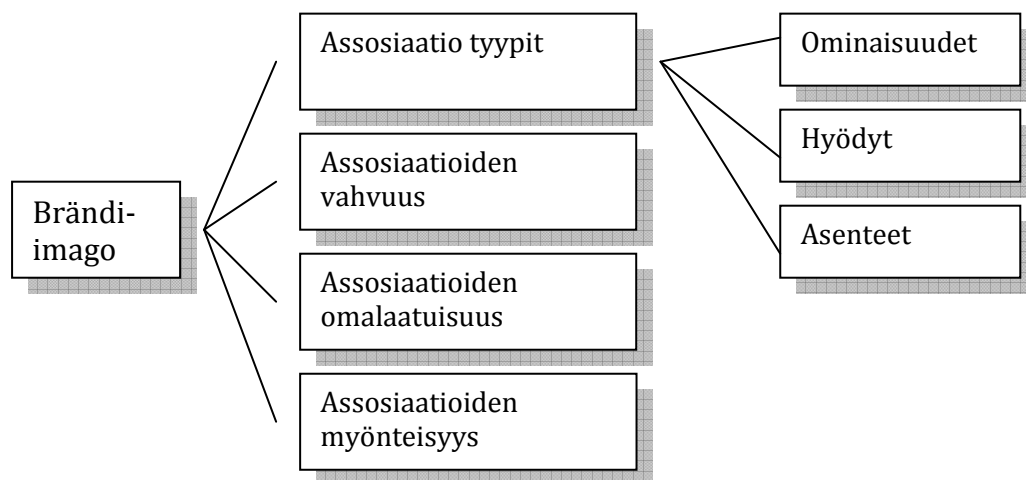 Brändi-
imago
Assosiaatio tyypit
Assosiaatioiden
vahvuus
Assosiaatioiden
omalaatuisuus
Assosiaatioiden
myönteisyys
Ominaisuudet
Hyödyt
Asenteet